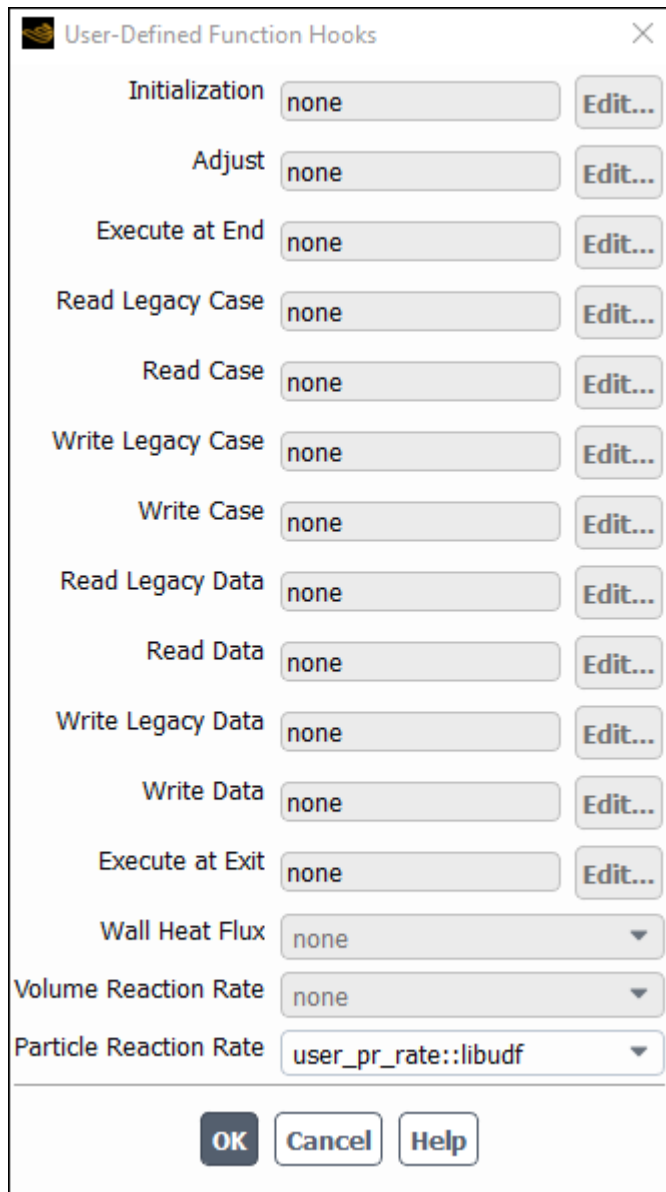 User-Defined Function Hooks
Initialization none Edit...
Adjust none Edit...
Execute at End none Edit...
Read Legacy Case none Edit...
Read Case none Edit...
Write Legacy Case none Edit...
Write Case none Edit...
Read Legacy Data none Edit...
Read Data none Edit...
Write Legacy Data none Edit...
Write Data none Edit...
Execute at Exit none Edit...
Wall Heat Flux none
Volume Reaction Rate none
Particle Reaction Rate user_pr_rate::libudf
OK Cancel Help